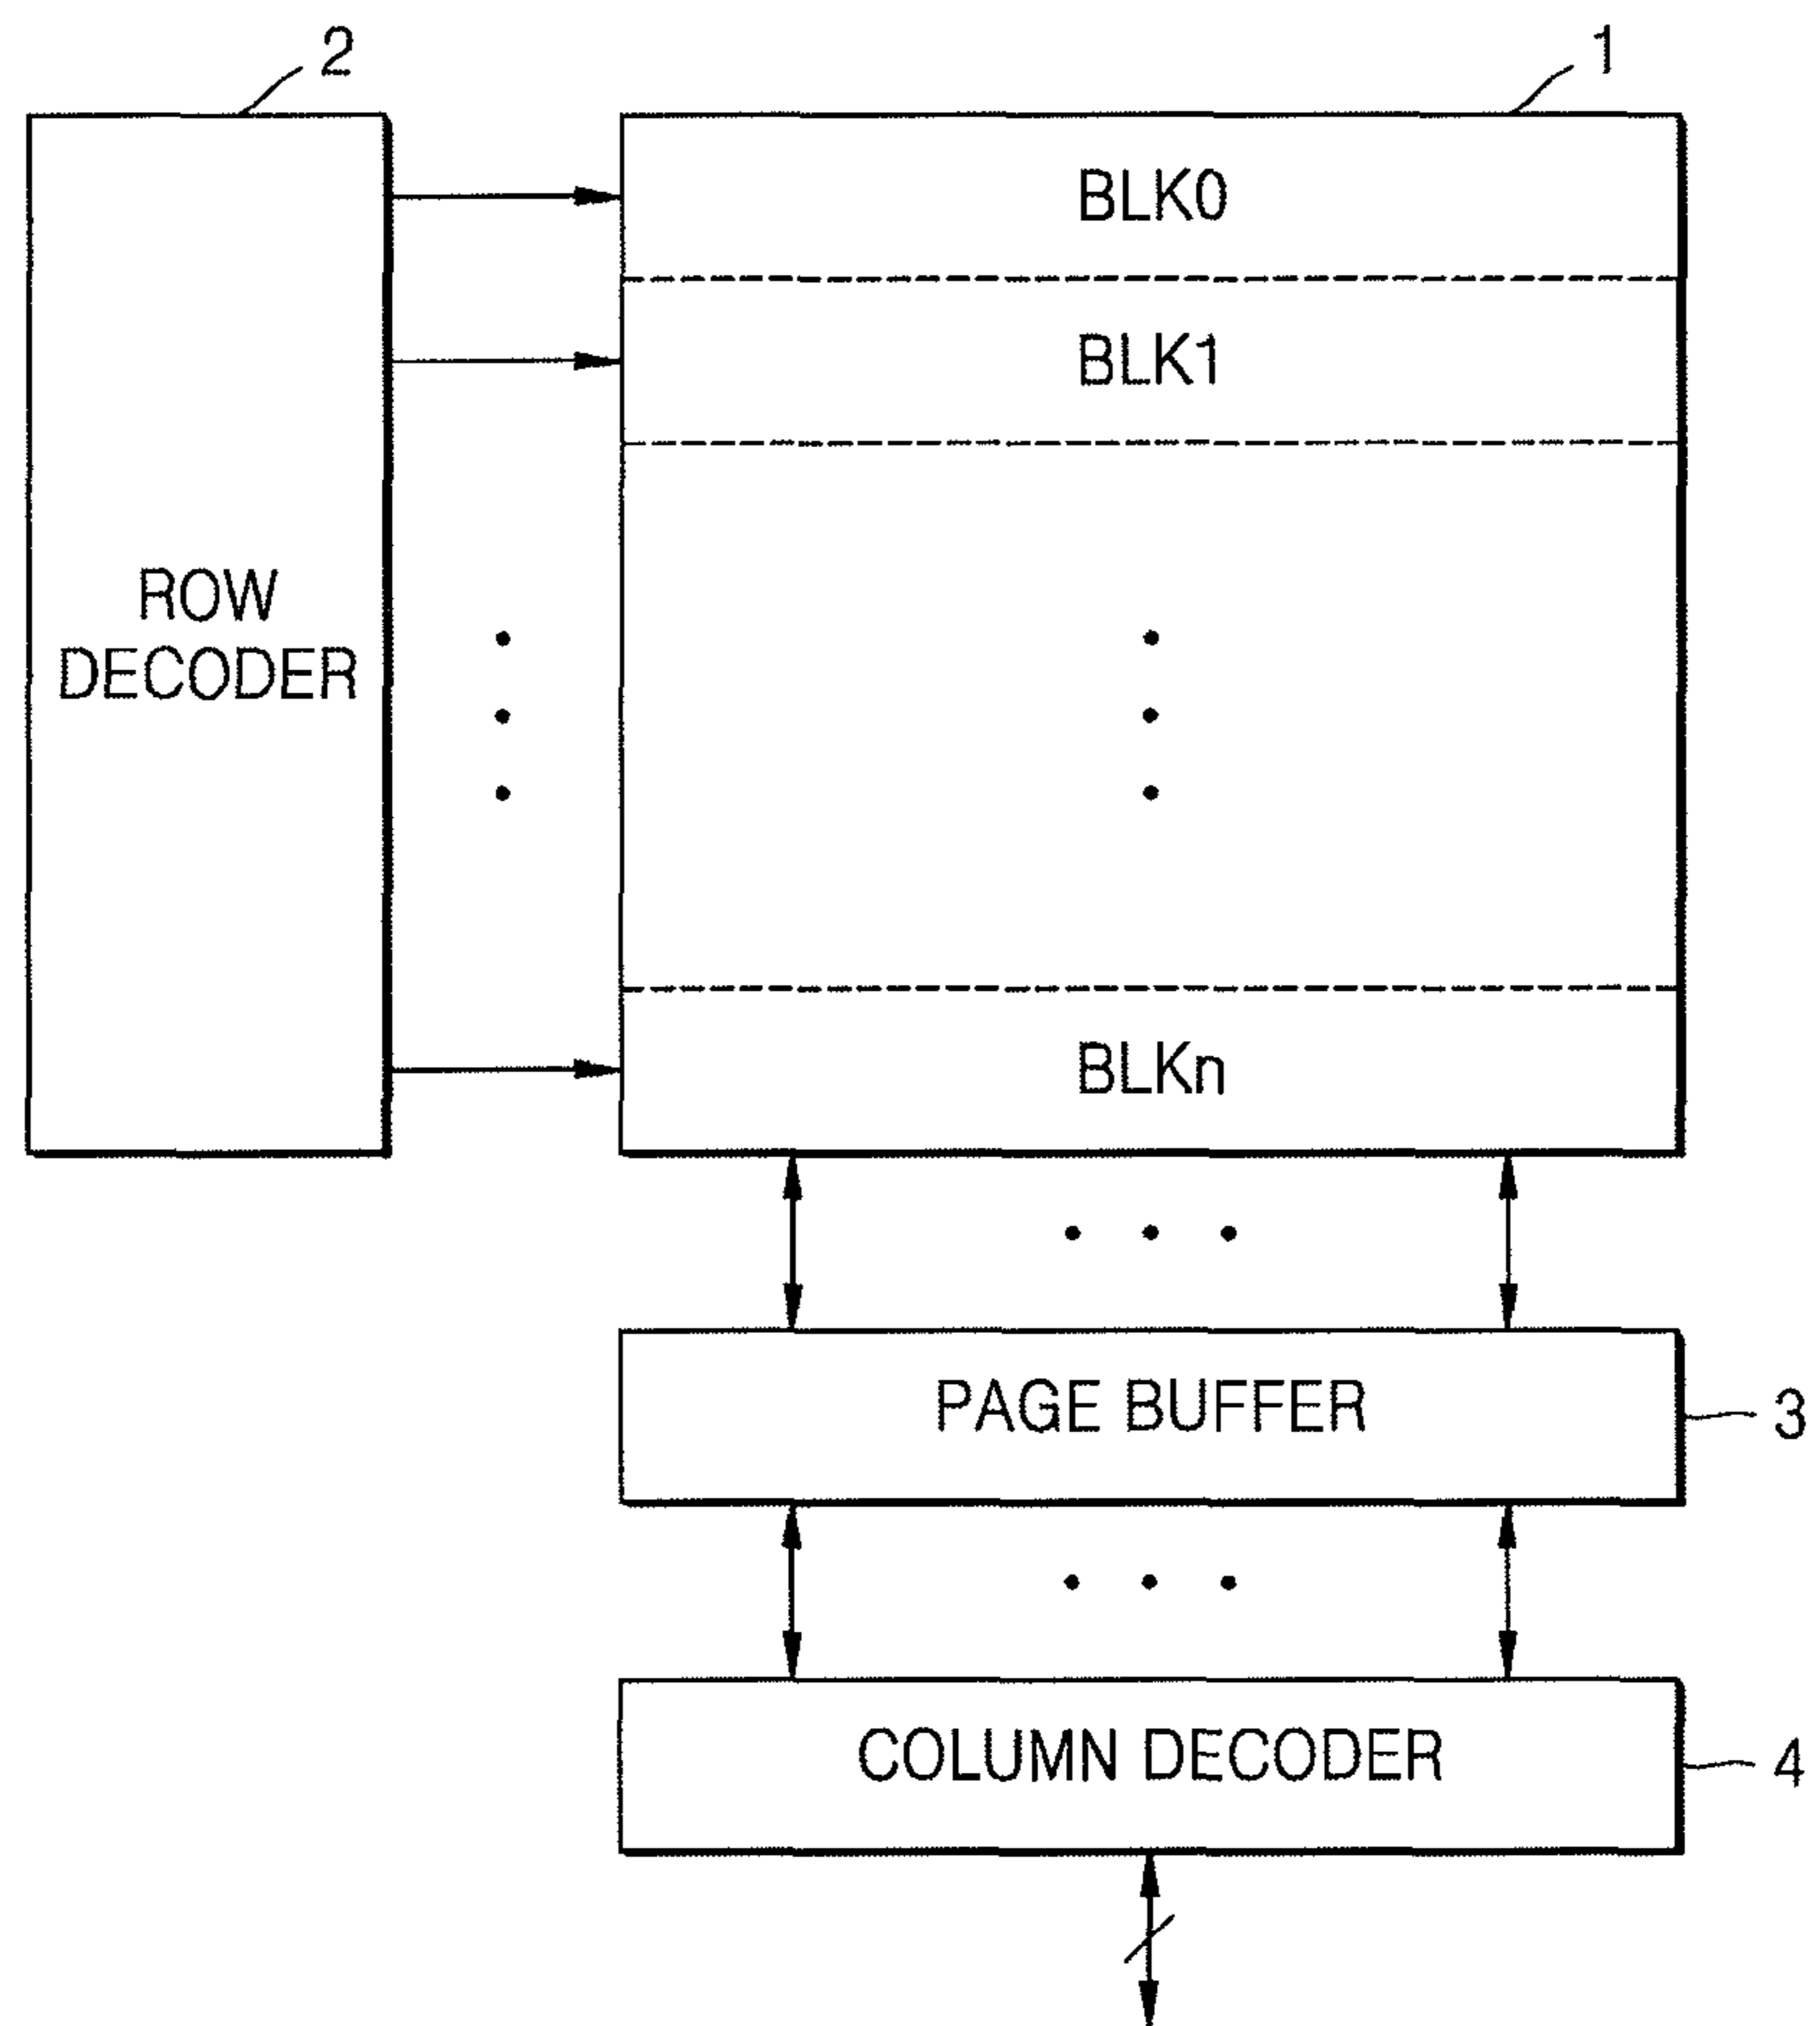 2
1
BLK0
BLK1
ROW
DECODER
BLKn
PAGE BUFFER
3
COLUMN DECODER
4